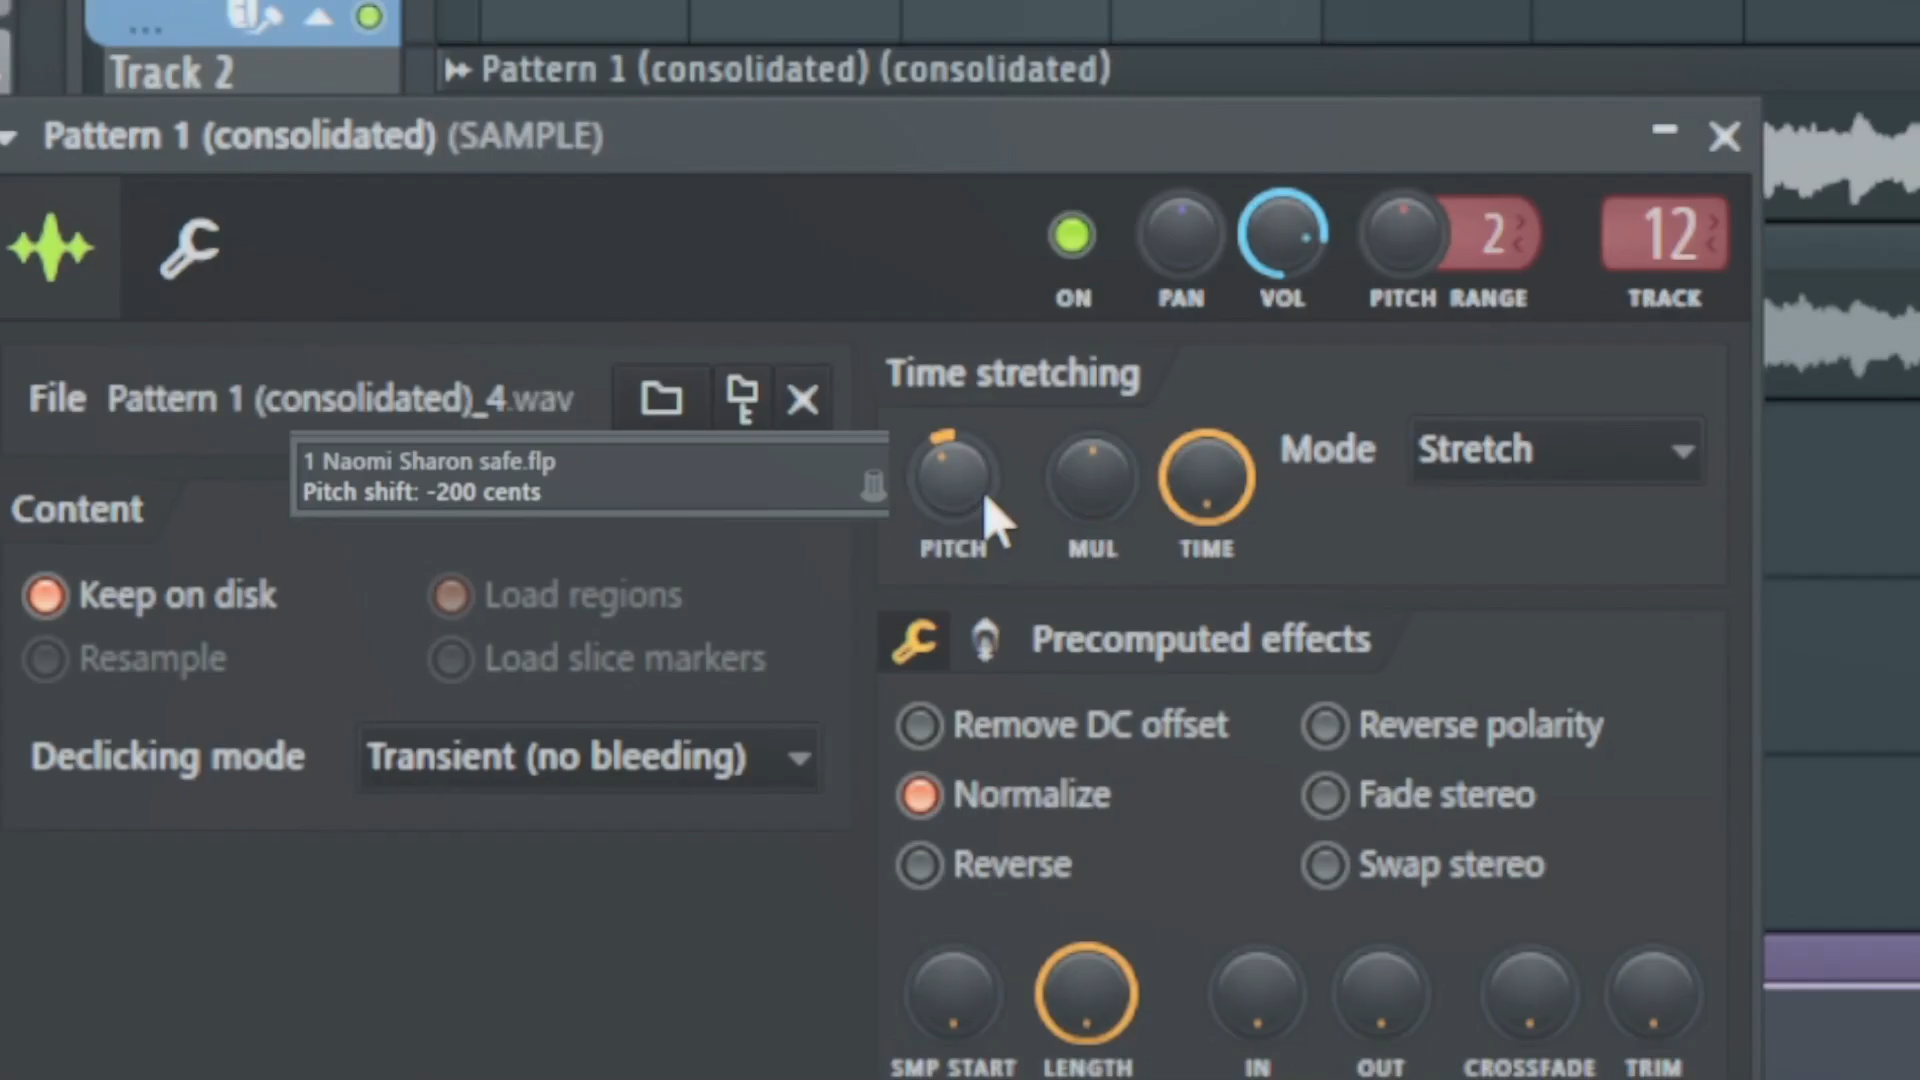 Track 2
Pattern 1 (consolidated) (consolidated)
Pattern 1 (consolidated) (SAMPLE)
2
12
ON
PAN
VOL
PITCH
RANGE
TRACK
File Pattern 1 (consolidated)_4.wav
1 Naomi Sharon safe.flp
Pitch shift: -200 cents
Time stretching
PITCH
MUL
TIME
Mode
Stretch
Content
Keep on disk
Load regions
Resample
Load slice markers
Declicking mode
Transient (no bleeding)
Precomputed effects
Remove DC offset
Reverse polarity
Normalize
Fade stereo
Reverse
Swap stereo
SMP START
LENGTH
IN
OUT
CROSSFADE
TRIM